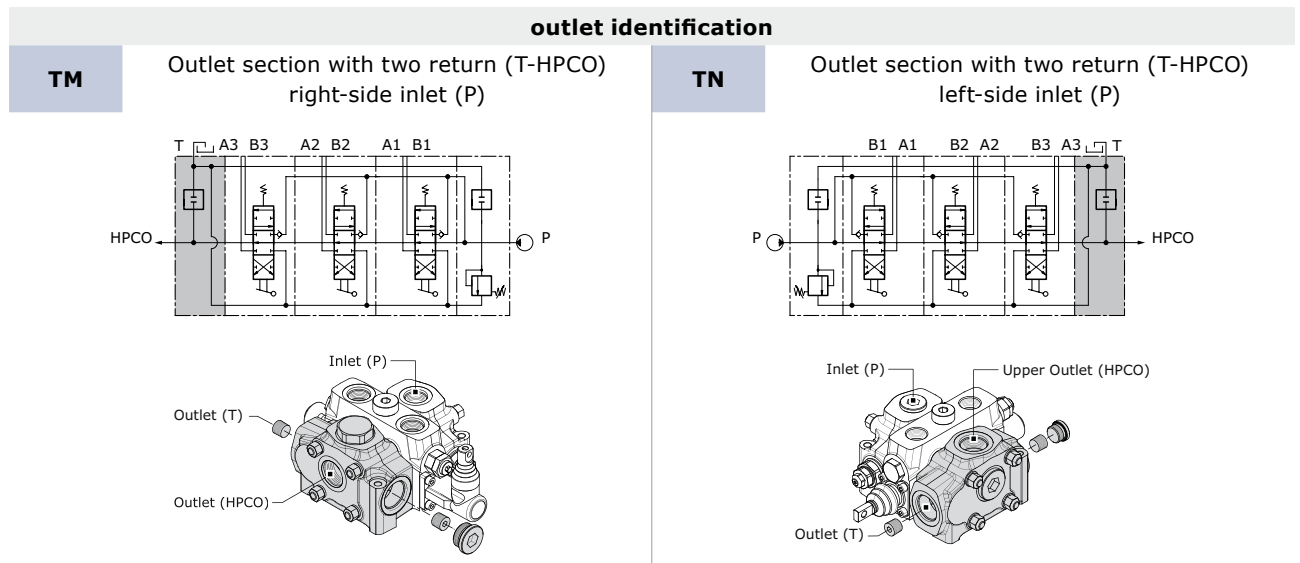 outlet identification
TM
Outlet section with two return (T-HPCO)
right-side inlet (P)
T A3 B3 A2 B2 A1 B1
HPCO P
Inlet (P)
Outlet (T)
Outlet (HPCO)
TN
Outlet section with two return (T-HPCO)
left-side inlet (P)
B1 A1 B2 A2 B3 A3 T
P HPCO
Inlet (P) Upper Outlet (HPCO)
Outlet (T)